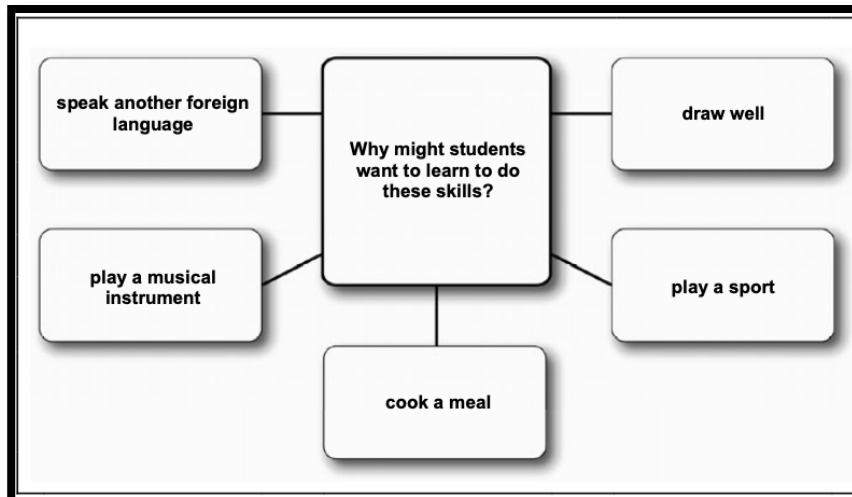 speak another foreign
language
Why might students
want to learn to do
these skills?
draw well
play a musical
instrument
play a sport
cook a meal